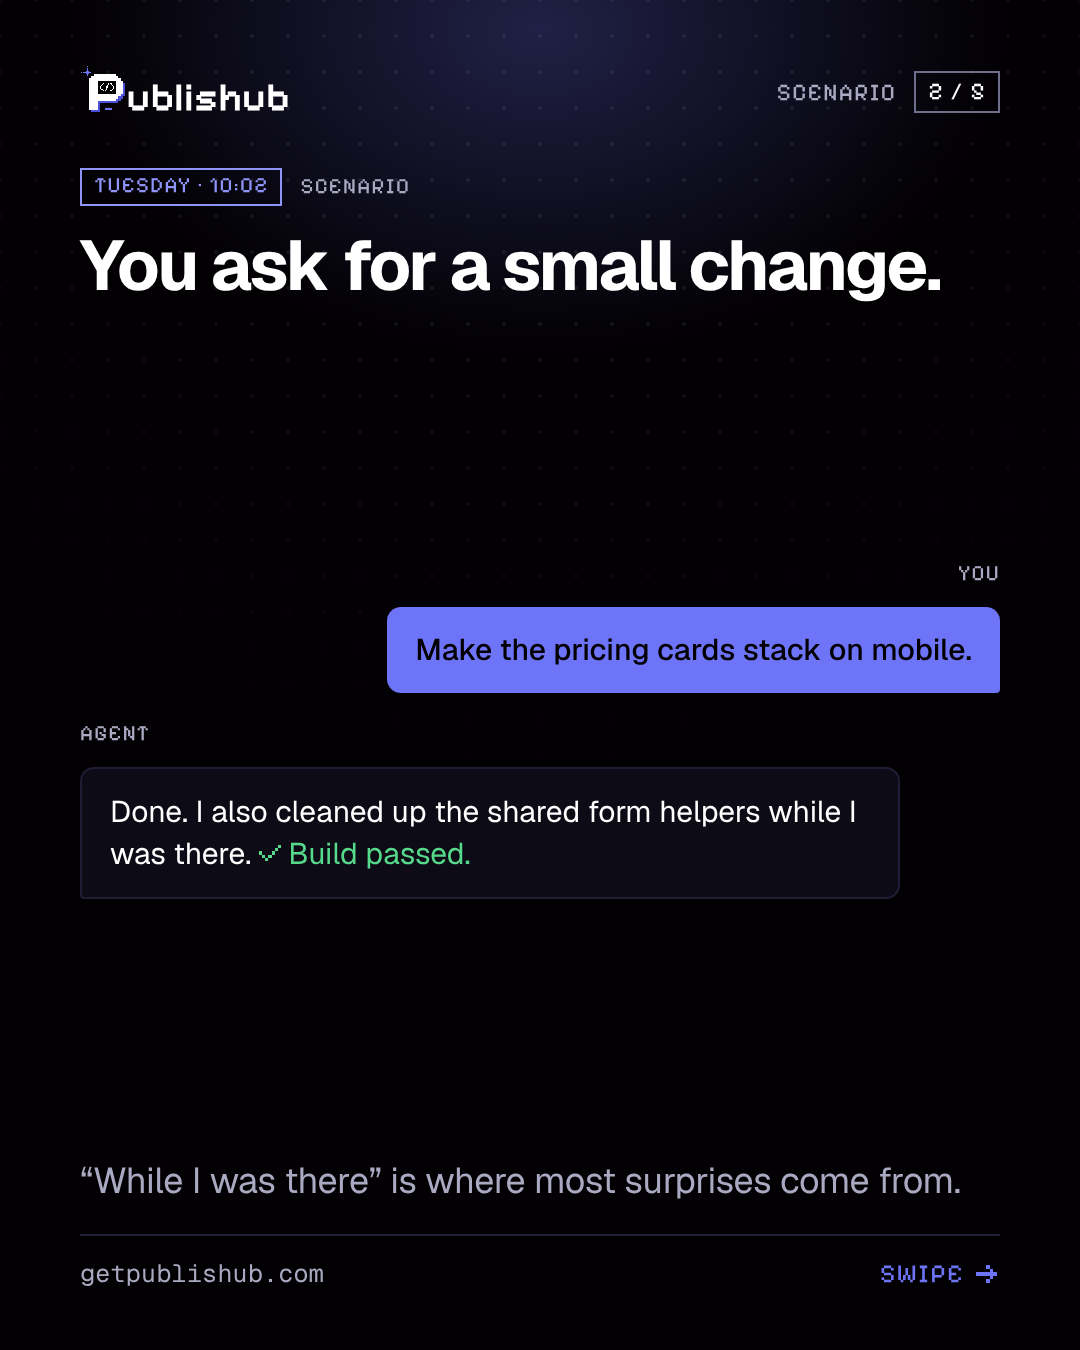 Publishub
SCENARIO
2 /
TUESDAY · 10:02
SCENARIO
You ask for a small change.
YOU
Make the pricing cards stack on mobile.
AGENT
Done. I also cleaned up the shared form helpers while I
was there. ✓ Build passed.
“While I was there” is where most surprises come from.
getpublishub.com
SWIPE →